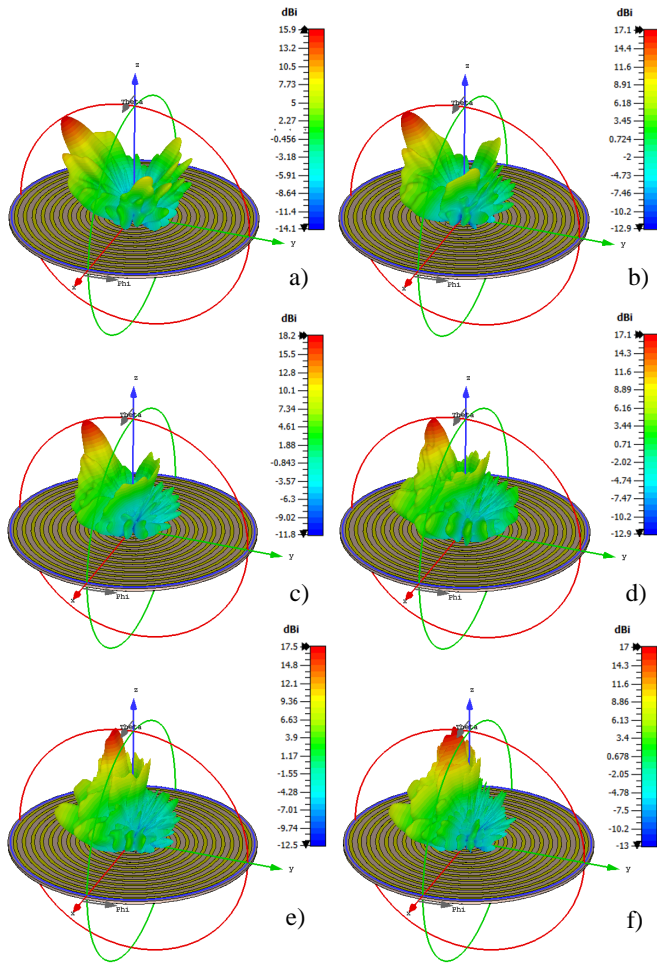 dBi
15.9
13.2
10.5
7.73
5
2.27
-0.456
-3.18
-5.91
-8.64
-11.4
-14.1
z
Theta
y
x
Phi
a)
dBi
17.1
14.4
11.6
8.91
6.18
3.45
0.724
-2
-4.73
-7.46
-10.2
-12.9
z
Theta
y
x
Phi
b)
dBi
18.2
15.5
12.8
10.1
7.34
4.61
1.88
-0.843
-3.57
-6.3
-9.02
-11.8
z
Theta
y
x
Phi
c)
dBi
17.1
14.3
11.6
8.89
6.16
3.44
0.71
-2.02
-4.74
-7.47
-10.2
-12.9
z
Theta
y
x
Phi
d)
dBi
17.5
14.8
12.1
9.36
6.63
3.9
1.17
-1.55
-4.28
-7.01
-9.74
-12.5
z
Theta
y
x
Phi
e)
dBi
17
14.3
11.6
8.86
6.13
3.4
0.678
-2.05
-4.78
-7.5
-10.2
-13
z
Theta
y
x
Phi
f)